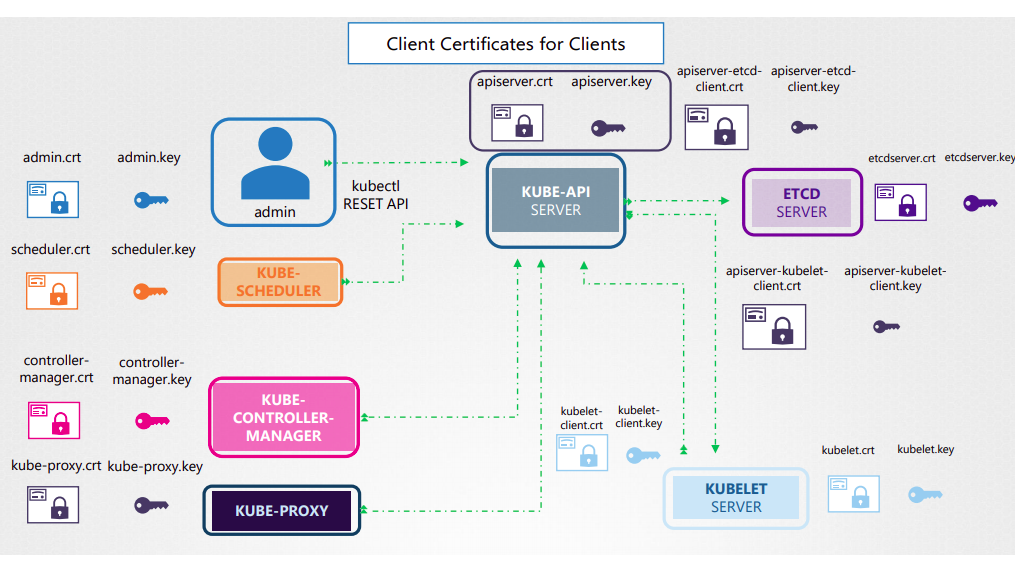 Client Certificates for Clients
apiserver.crt
apiserver.key
apiserver-etcd-
client.crt
apiserver-etcd-
client.key
admin.crt
admin.key
admin
kubectl
RESET API
KUBE-API
SERVER
ETCD
SERVER
etcdserver.crt
etcdserver.key
scheduler.crt
scheduler.key
KUBE-
SCHEDULER
apiserver-kubelet-
client.crt
apiserver-kubelet-
client.key
controller-
manager.crt
controller-
manager.key
KUBE-
CONTROLLER-
MANAGER
kubelet-
client.crt
kubelet-
client.key
kube-proxy.crt
kube-proxy.key
KUBE-PROXY
KUBELET
SERVER
kubelet.crt
kubelet.key